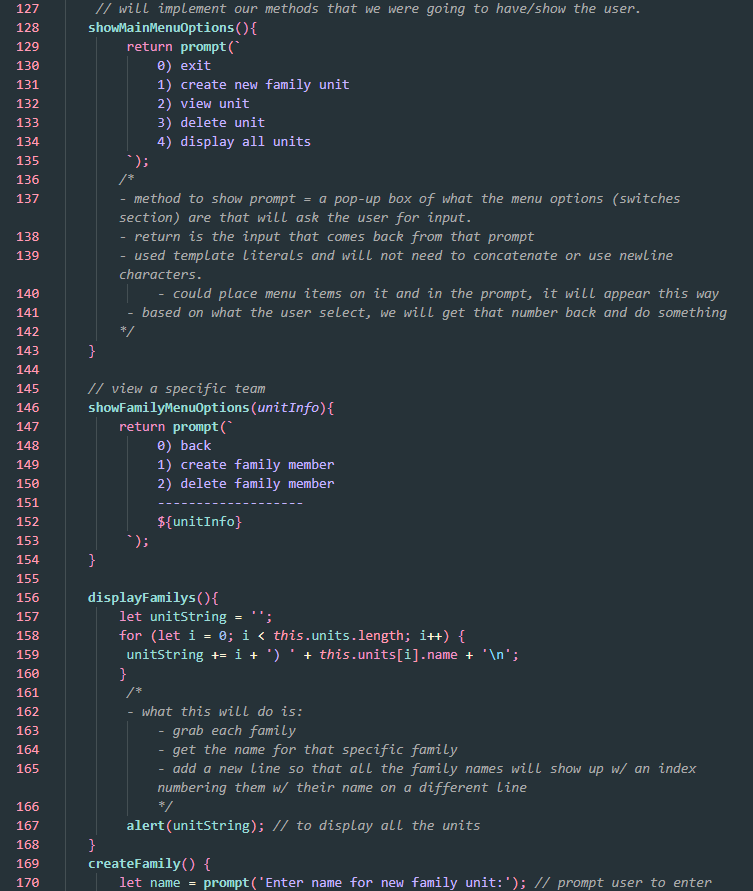 127 // will implement our methods that we were going to have/show the user.
128 showMainMenuOptions(){
129 return prompt(`
130 0) exit
131 1) create new family unit
132 2) view unit
133 3) delete unit
134 4) display all units
135 `);
136 /*
137 - method to show prompt = a pop-up box of what the menu options (switches
section) are that will ask the user for input.
138 - return is the input that comes back from that prompt
139 - used template literals and will not need to concatenate or use newline
characters.
140 - could place menu items on it and in the prompt, it will appear this way
141 - based on what the user select, we will get that number back and do something
142 */
143 }
144
145 // view a specific team
146 showFamilyMenuOptions(unitInfo){
147 return prompt(`
148 0) back
149 1) create family member
150 2) delete family member
151 -------------------
152 ${unitInfo}
153 `);
154 }
155
156 displayFamilys(){
157 let unitString = '';
158 for (let i = 0; i < this.units.length; i++) {
159 unitString += i + ') ' + this.units[i].name + '\n';
160 }
161 /*
162 - what this will do is:
163 - grab each family
164 - get the name for that specific family
165 - add a new line so that all the family names will show up w/ an index
numbering them w/ their name on a different line
166 */
167 alert(unitString); // to display all the units
168 }
169 createFamily() {
170 let name = prompt('Enter name for new family unit:'); // prompt user to enter